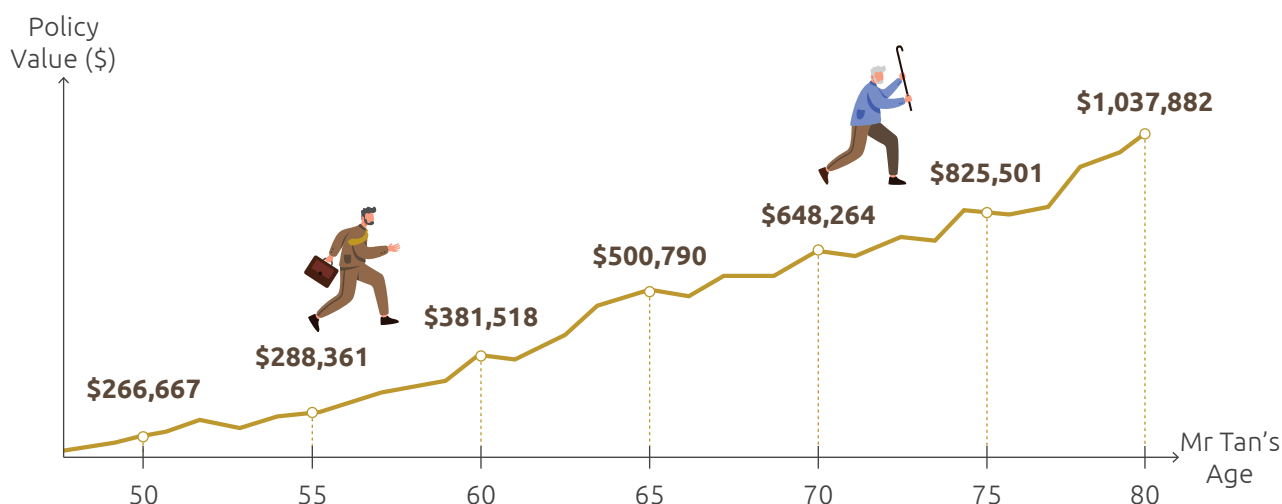 Policy
Value ($)
$1,037,882
$825,501
$648,264
$500,790
$381,518
$288,361
$266,667
Mr Tan’s
Age
50 55 60 65 70 75 80